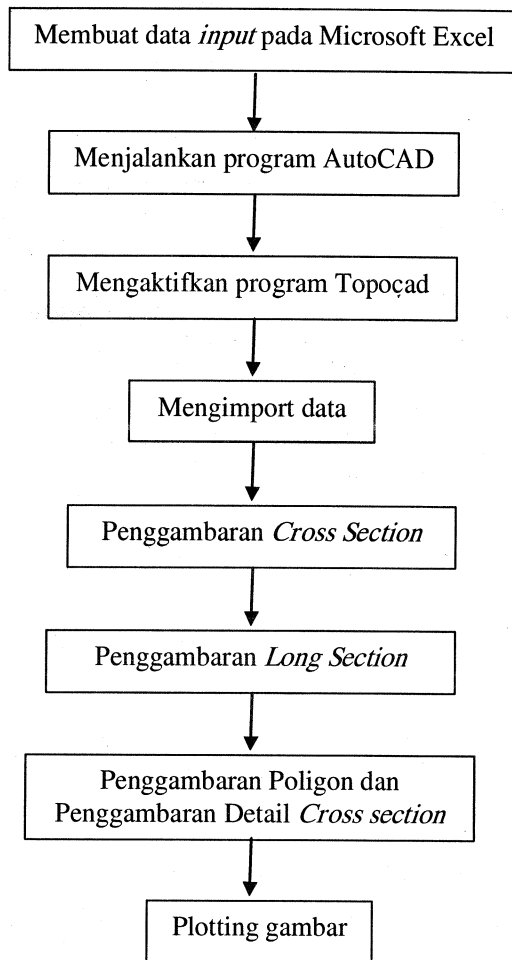 Membuat data input pada Microsoft Excel
Menjalankan program AutoCAD
Mengaktifkan program Topocad
Mengimport data
Penggambaran Cross Section
Penggambaran Long Section
Penggambaran Poligon dan
Penggambaran Detail Cross section
Plotting gambar